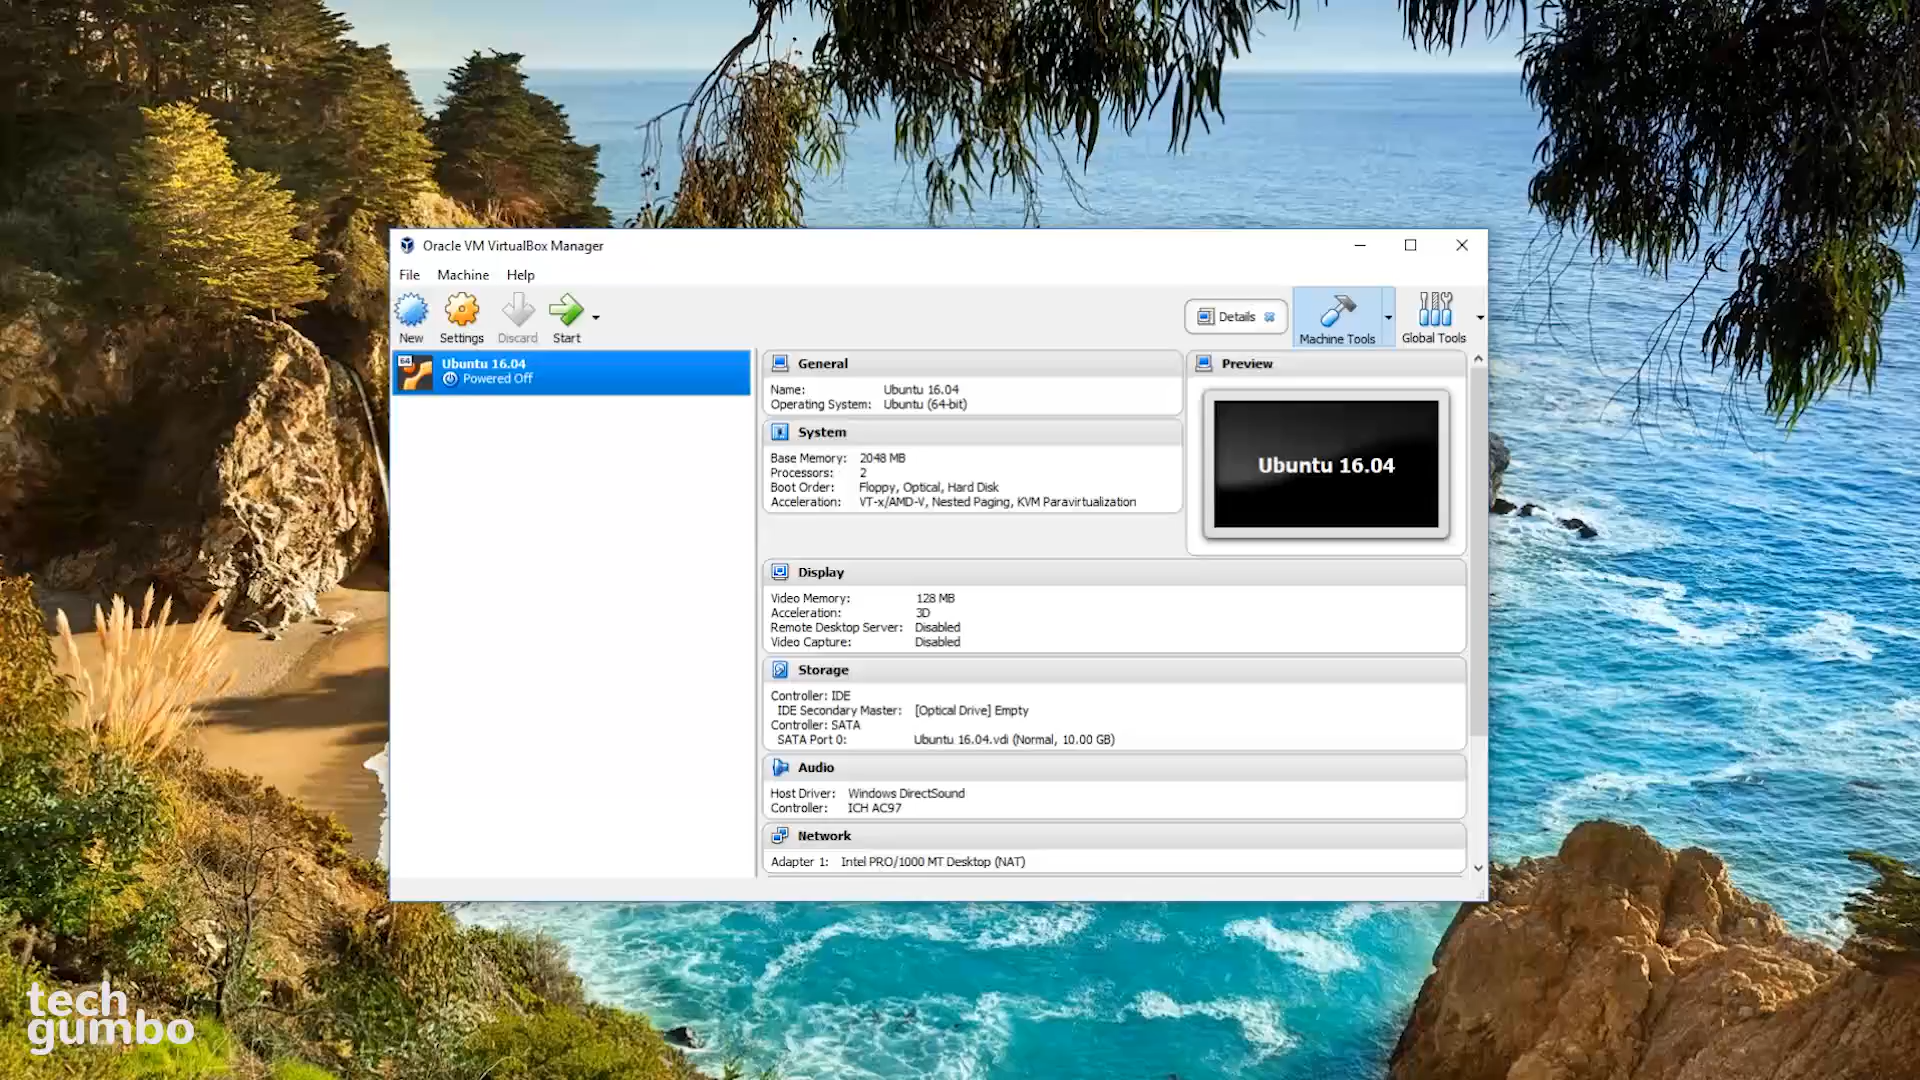 Oracle VM VirtualBox Manager
File Machine Help
New Settings Discard Start
Details
Machine Tools
Global Tools
64
Ubuntu 16.04
Powered Off
General
Name: Ubuntu 16.04
Operating System: Ubuntu (64-bit)
System
Base Memory: 2048 MB
Processors: 2
Boot Order: Floppy, Optical, Hard Disk
Acceleration: VT-x/AMD-V, Nested Paging, KVM Paravirtualization
Preview
Ubuntu 16.04
Display
Video Memory: 128 MB
Acceleration: 3D
Remote Desktop Server: Disabled
Video Capture: Disabled
Storage
Controller: IDE
IDE Secondary Master: [Optical Drive] Empty
Controller: SATA
SATA Port 0: Ubuntu 16.04.vdi (Normal, 10.00 GB)
Audio
Host Driver: Windows DirectSound
Controller: ICH AC97
Network
Adapter 1: Intel PRO/1000 MT Desktop (NAT)
tech
gumbo